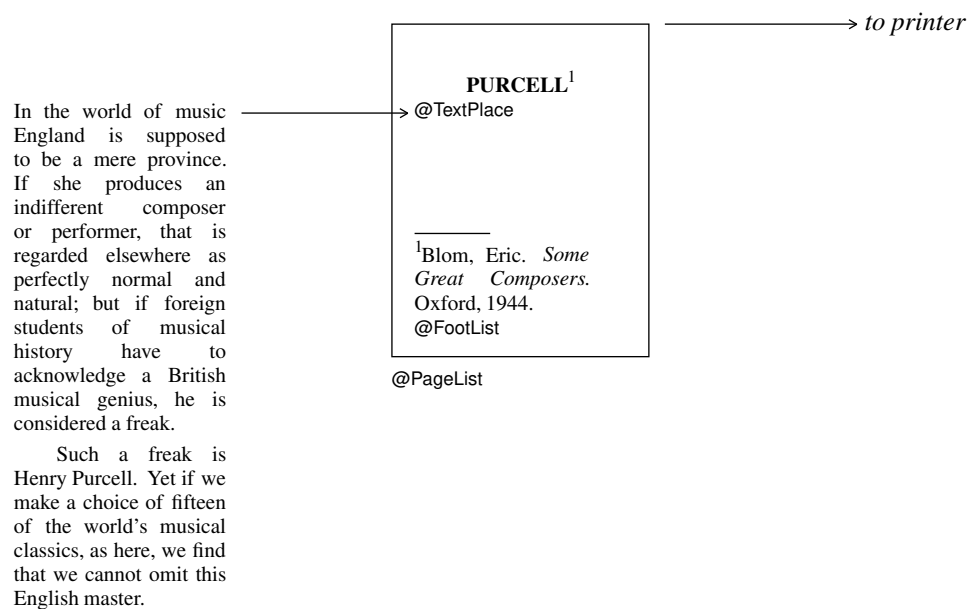 to printer
PURCELL1
@TextPlace
In the world of music
England is supposed
to be a mere province.
If she produces an
indifferent composer
or performer, that is
regarded elsewhere as
perfectly normal and
natural; but if foreign
students of musical
history have to
acknowledge a British
musical genius, he is
considered a freak.
Such a freak is
Henry Purcell. Yet if we
make a choice of fifteen
of the world's musical
classics, as here, we find
that we cannot omit this
English master.
1Blom, Eric. Some
Great Composers.
Oxford, 1944.
@FootList
@PageList